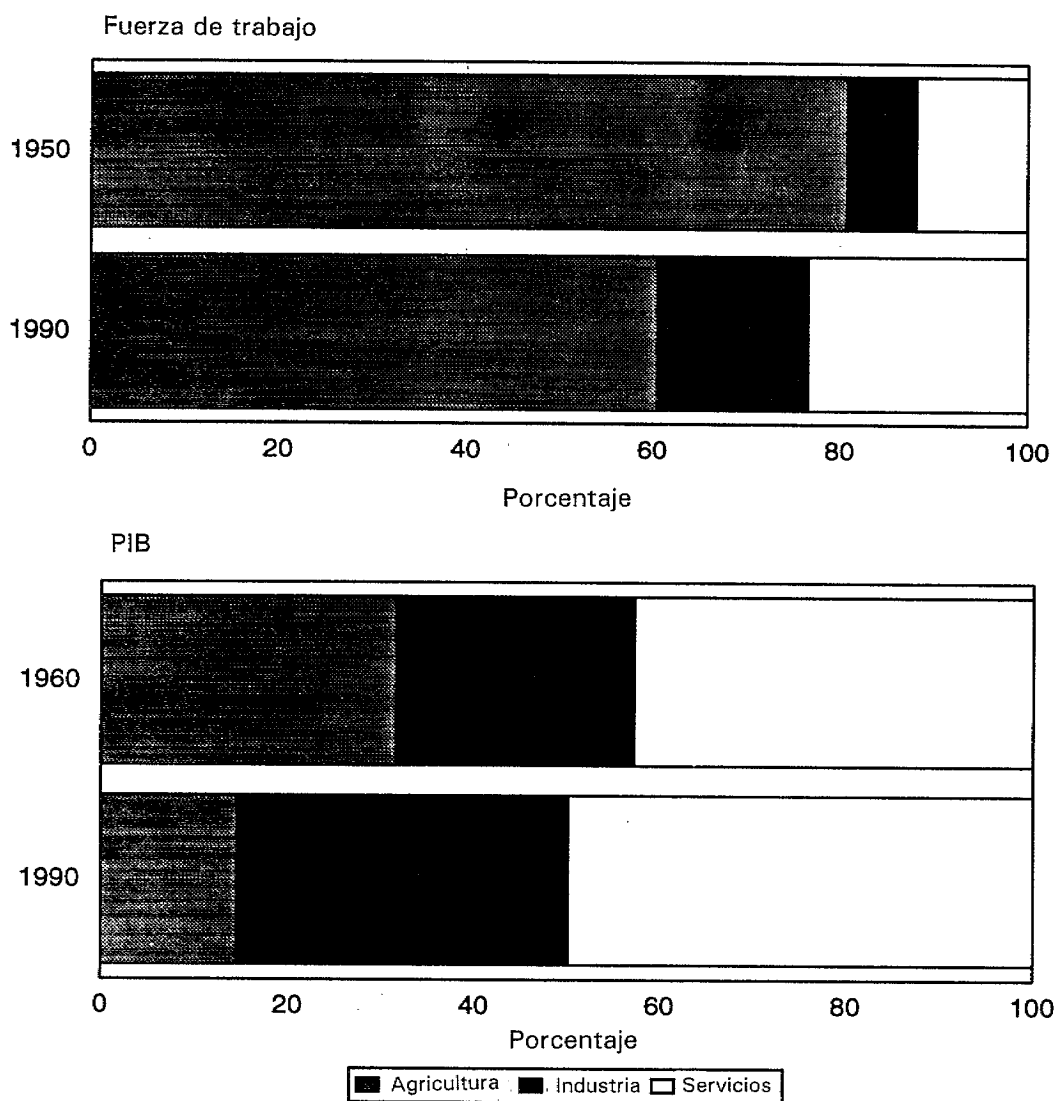 Fuerza de trabajo
1950
1990
0 20 40 60 80 100
Porcentaje
PIB
1960
1990
0 20 40 60 80 100
Porcentaje
Agricultura Industria Servicios